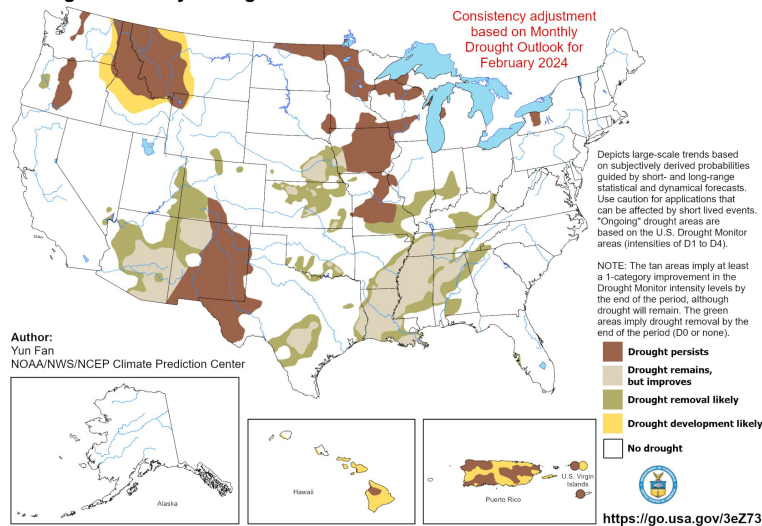 Consistency adjustment
based on Monthly
Drought Outlook for
February 2024
Depicts large-scale trends based
on subjectively derived probabilities
guided by short- and long-range
statistical and dynamical forecasts.
Use caution for applications that
can be affected by short lived events.
"Ongoing" drought areas are
based on the U.S. Drought Monitor
areas (intensities of D1 to D4).
NOTE: The tan areas imply at least
a 1-category improvement in the
Drought Monitor intensity levels by
the end of the period, although
drought will remain. The green
areas imply drought removal by the
end of the period (D0 or none).
Author:
Yun Fan
NOAA/NWS/NCEP Climate Prediction Center
Drought persists
Drought remains,
but improves
Drought removal likely
Drought development likely
No drought
Alaska
Hawaii
Puerto Rico
U.S. Virgin
Islands
https://go.usa.gov/3eZ73